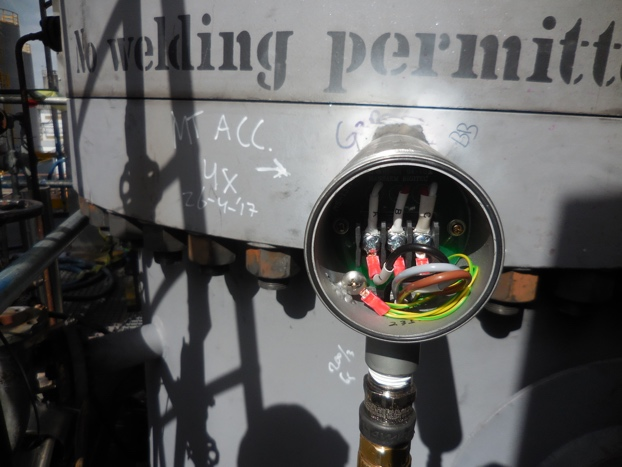 No welding permitt
MT ACC.
4X
26-4-17
A B C